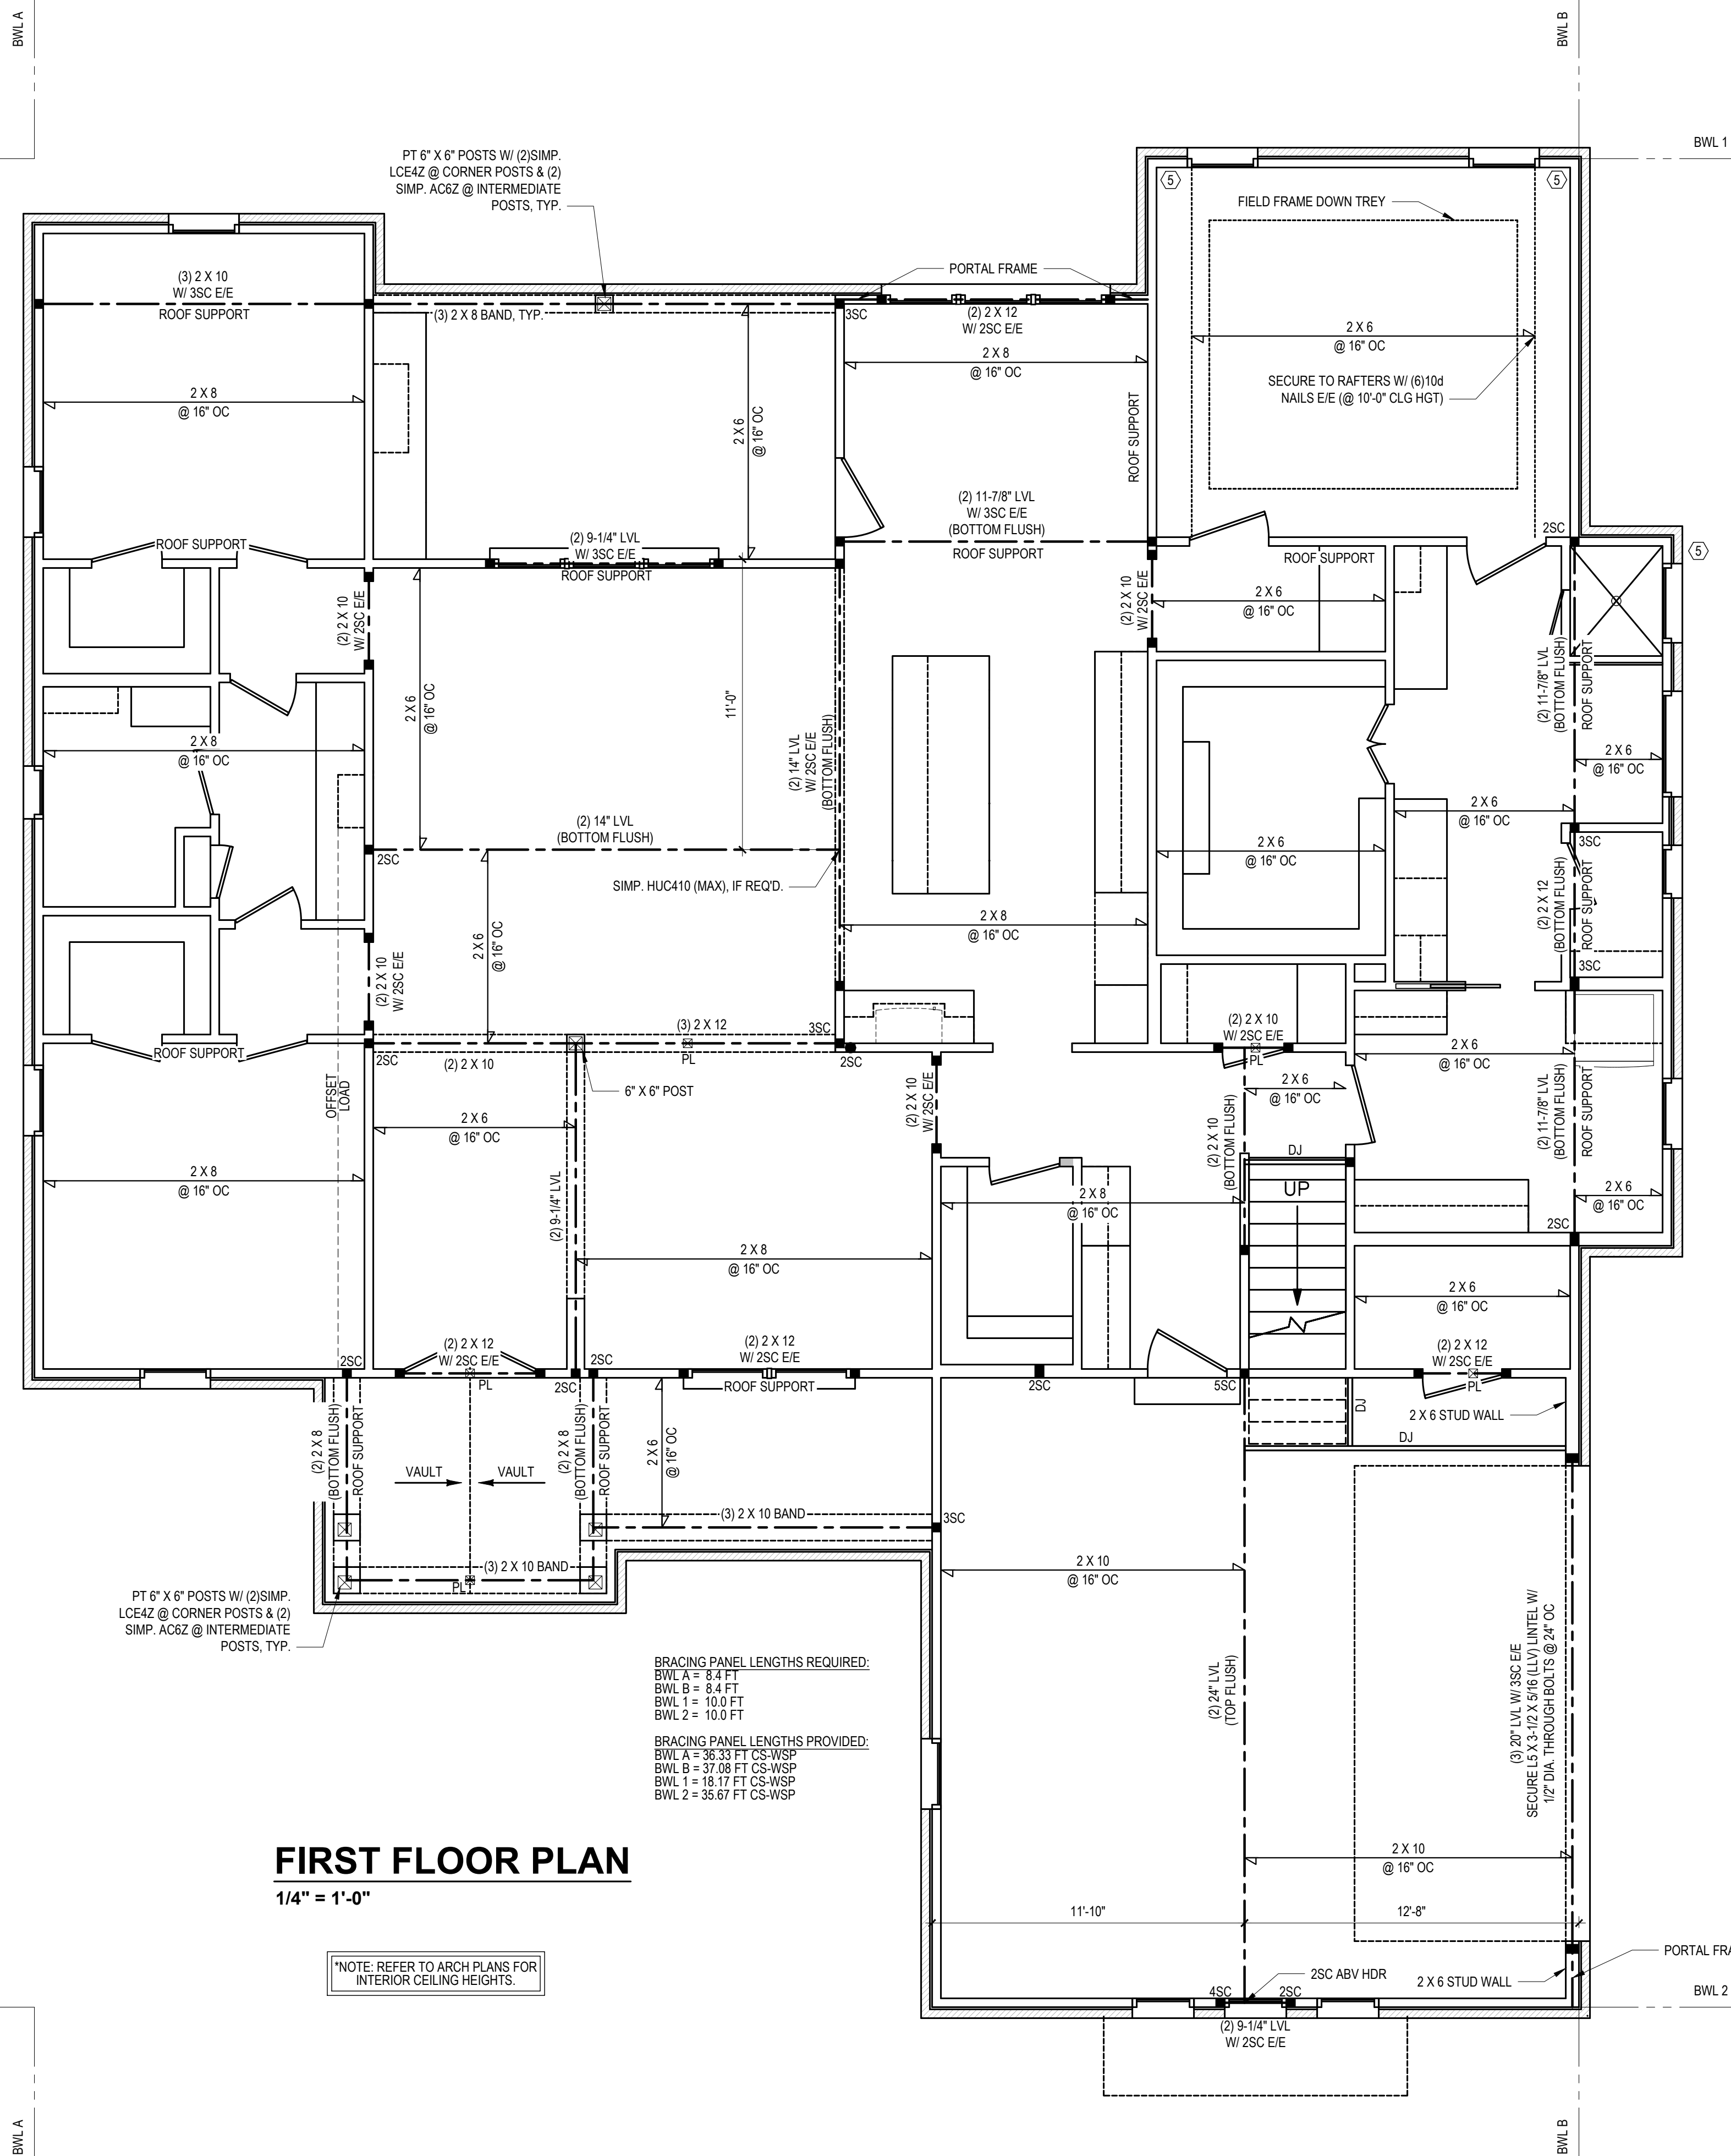 BWL A
BWL B
BWL 1
PT 6" X 6" POSTS W/ (2)SIMP.
LCE4Z @ CORNER POSTS & (2)
SIMP. AC6Z @ INTERMEDIATE
POSTS, TYP.
5
5
FIELD FRAME DOWN TREY
PORTAL FRAME
(3) 2 X 10
W/ 3SC E/E
ROOF SUPPORT
(3) 2 X 8 BAND, TYP.
3SC
(2) 2 X 12
W/ 2SC E/E
2 X 8
@ 16" OC
2 X 6
@ 16" OC
SECURE TO RAFTERS W/ (6)10d
NAILS E/E (@ 10'-0" CLG HGT)
2 X 8
@ 16" OC
2 X 6
@ 16" OC
ROOF SUPPORT
(2) 11-7/8" LVL
W/ 3SC E/E
(BOTTOM FLUSH)
ROOF SUPPORT
2SC
5
ROOF SUPPORT
(2) 9-1/4" LVL
W/ 3SC E/E
ROOF SUPPORT
ROOF SUPPORT
(2) 2 X 10
W/ 2SC E/E
(2) 2 X 10
W/ 2SC E/E
2 X 6
@ 16" OC
2 X 6
@ 16" OC
11'-0"
(2) 14" LVL
W/ 2SC E/E
(BOTTOM FLUSH)
(2) 11-7/8" LVL
(BOTTOM FLUSH)
ROOF SUPPORT
2 X 8
@ 16" OC
2 X 6
@ 16" OC
2 X 6
@ 16" OC
(2) 14" LVL
(BOTTOM FLUSH)
2SC
SIMP. HUC410 (MAX), IF REQ'D.
2 X 6
@ 16" OC
3SC
(2) 2 X 12
(BOTTOM FLUSH)
ROOF SUPPORT
3SC
2 X 8
@ 16" OC
2 X 6
@ 16" OC
(2) 2 X 10
W/ 2SC E/E
(3) 2 X 12
3SC
(2) 2 X 10
W/ 2SC E/E
PL
ROOF SUPPORT
2SC
(2) 2 X 10
PL
2SC
2 X 6
@ 16" OC
OFFSET
LOAD
6" X 6" POST
(2) 2 X 10
W/ 2SC E/E
2 X 6
@ 16" OC
2 X 6
@ 16" OC
(2) 2 X 10
(BOTTOM FLUSH)
(2) 11-7/8" LVL
(BOTTOM FLUSH)
ROOF SUPPORT
DJ
UP
2 X 8
@ 16" OC
(2) 9-1/4" LVL
2 X 8
@ 16" OC
2 X 6
@ 16" OC
2SC
2 X 8
@ 16" OC
2 X 6
@ 16" OC
(2) 2 X 12
W/ 2SC E/E
PL
2SC
2SC
2SC
(2) 2 X 12
W/ 2SC E/E
ROOF SUPPORT
2SC
5SC
(2) 2 X 12
W/ 2SC E/E
PL
DJ
2 X 6 STUD WALL
DJ
(2) 2 X 8
(BOTTOM FLUSH)
ROOF SUPPORT
VAULT
VAULT
(2) 2 X 8
(BOTTOM FLUSH)
ROOF SUPPORT
2 X 6
@ 16" OC
(3) 2 X 10 BAND
3SC
(3) 2 X 10 BAND
PL
2 X 10
@ 16" OC
PT 6" X 6" POSTS W/ (2)SIMP.
LCE4Z @ CORNER POSTS & (2)
SIMP. AC6Z @ INTERMEDIATE
POSTS, TYP.
BRACING PANEL LENGTHS REQUIRED:
BWL A = 8.4 FT
BWL B = 8.4 FT
BWL 1 = 10.0 FT
BWL 2 = 10.0 FT
BRACING PANEL LENGTHS PROVIDED:
BWL A = 36.33 FT CS-WSP
BWL B = 37.08 FT CS-WSP
BWL 1 = 18.17 FT CS-WSP
BWL 2 = 35.67 FT CS-WSP
(2) 24" LVL
(TOP FLUSH)
(3) 20" LVL W/ 3SC E/E
SECURE L5 X 3-1/2 X 5/16 (LLV) LINTEL W/
1/2" DIA. THROUGH BOLTS @ 24" OC
2 X 10
@ 16" OC
FIRST FLOOR PLAN
1/4" = 1'-0"
11'-10"
12'-8"
*NOTE: REFER TO ARCH PLANS FOR
INTERIOR CEILING HEIGHTS.
PORTAL FRA
2SC ABV HDR
2 X 6 STUD WALL
4SC
2SC
BWL 2
(2) 9-1/4" LVL
W/ 2SC E/E
BWL A
BWL B